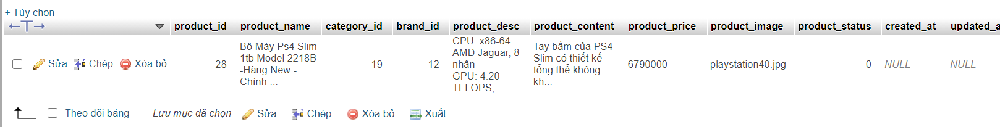 + Tùy chọn
product_id product_name category_id brand_id product_desc product_content product_price product_image product_status created_at updated_a
Sửa Chép Xóa bỏ
28
Bộ Máy Ps4 Slim
1tb Model 2218B
-Hàng New -
Chính ...
19
12
CPU: x86-64
AMD Jaguar, 8
nhân
GPU: 4.20
TFLOPS, ...
Tay bấm của PS4
Slim có thiết kế
tổng thể không
kh...
6790000
playstation40.jpg
0
NULL
NULL
Theo dõi bảng Lưu mục đã chọn Sửa Chép Xóa bỏ Xuất